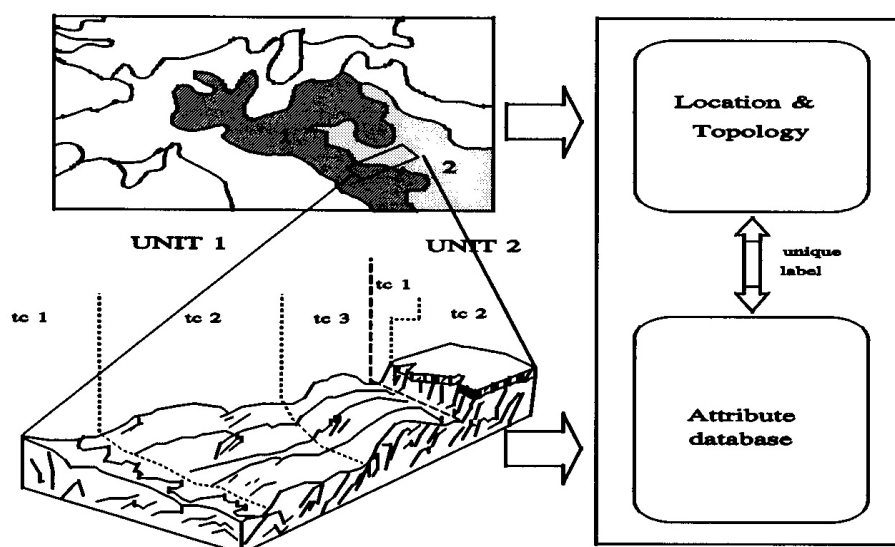 2
UNIT 1
UNIT 2
tc 1
tc 2
tc 3
tc 1
tc 2
Location &
Topology
unique
label
Attribute
database